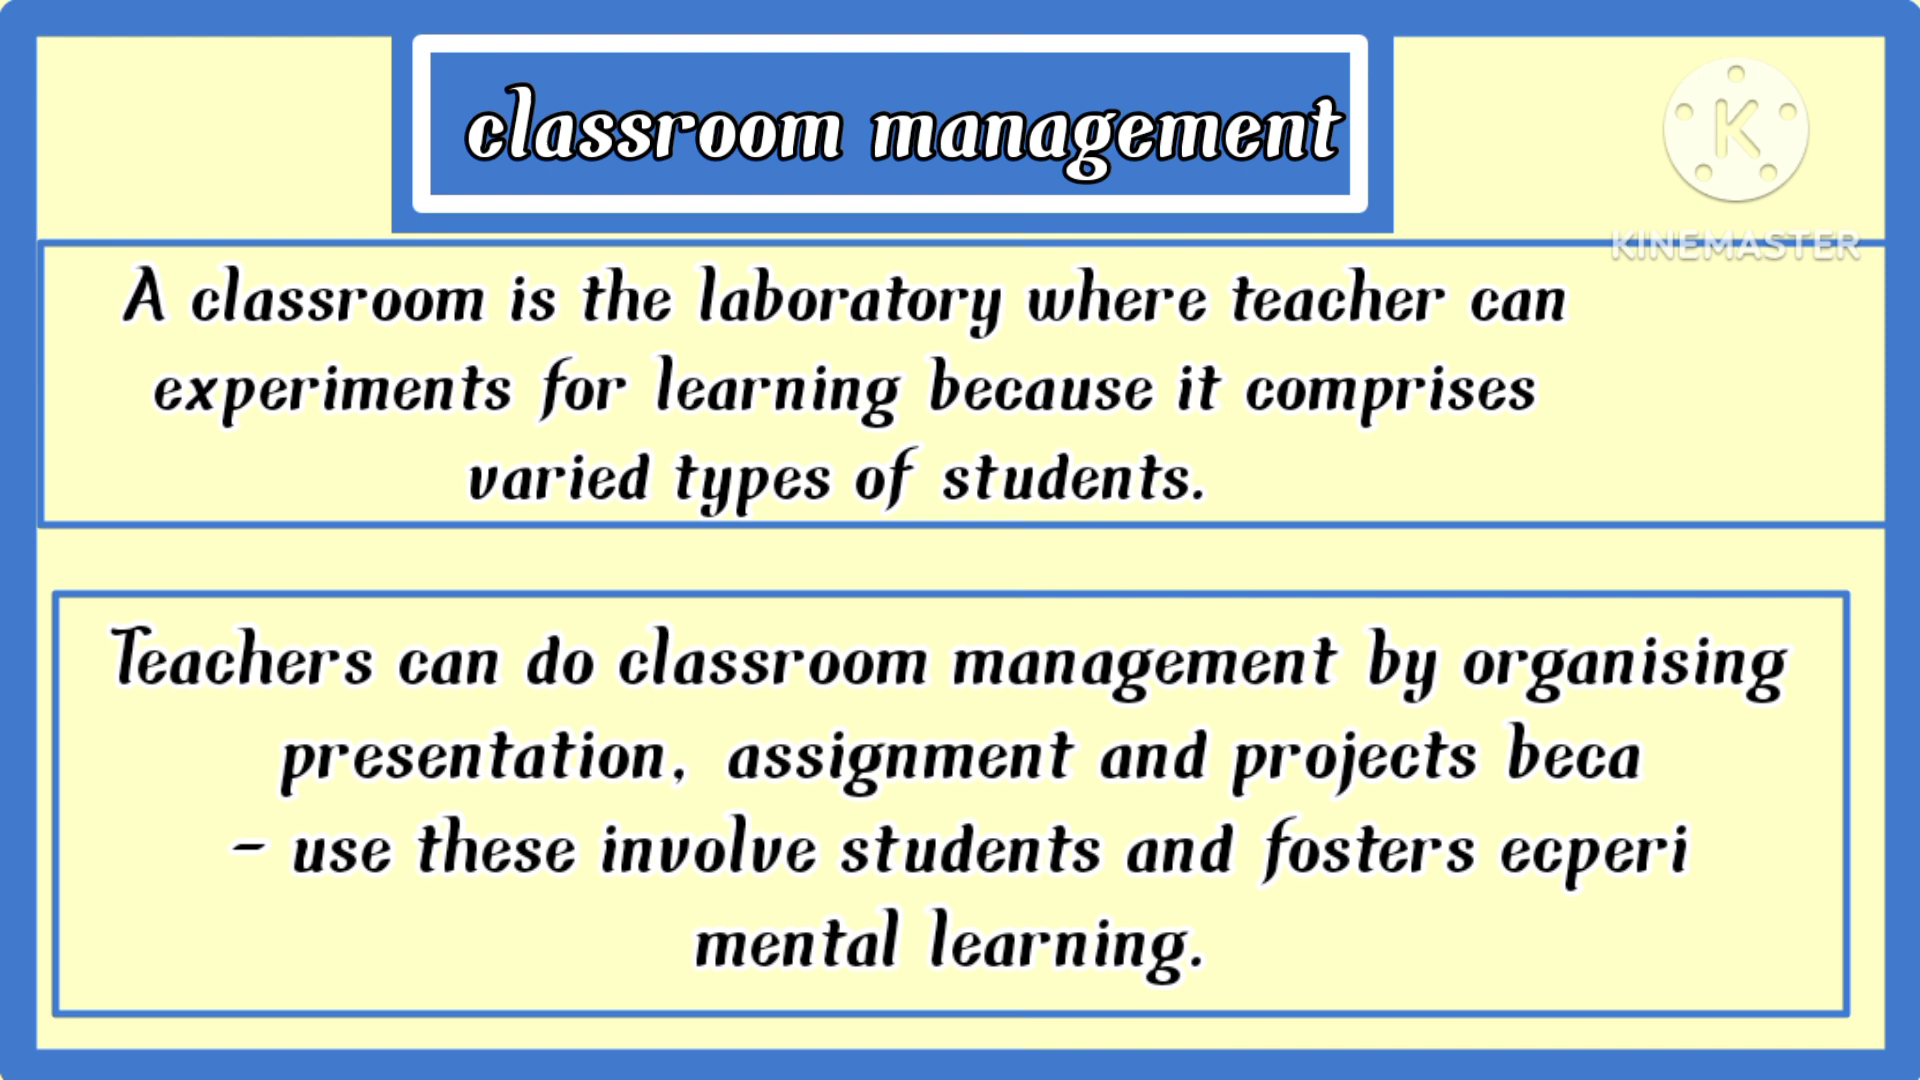 classroom management
K
KINEMASTER
A classroom is the laboratory where teacher can
experiments for learning because it comprises
varied types of students.
Teachers can do classroom management by organising
presentation, assignment and projects beca
- use these involve students and fosters ecperi
mental learning.